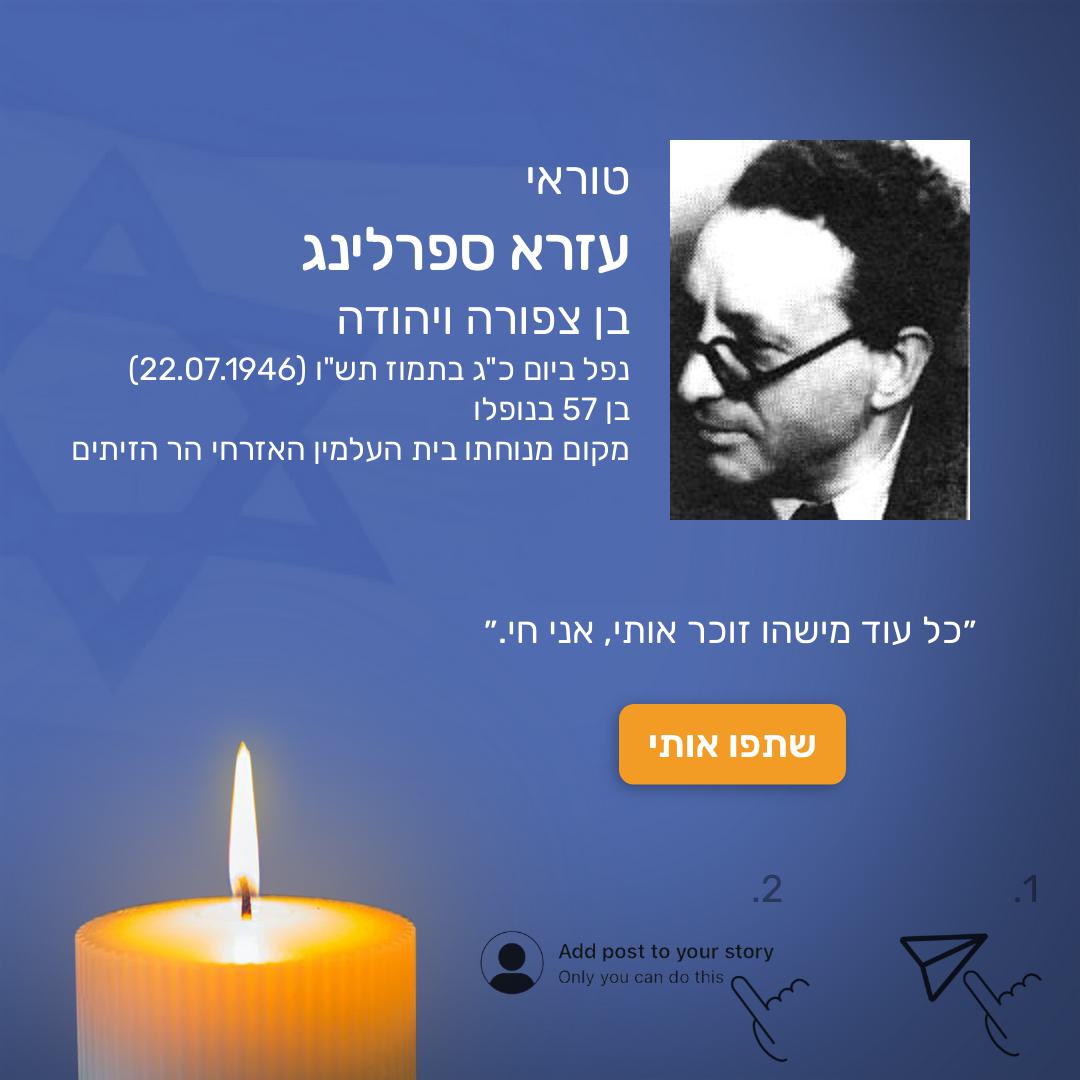 טוראי
עזרא ספרלינג
בן צפורה ויהודה
נפל ביום כ"ג בתמוז תש"ו (22.07.1946)
בן 57 בנופלו
מקום מנוחתו בית העלמין האזרחי הר הזיתים
״כל עוד מישהו זוכר אותי, אני חי.״
שתפו אותי
.1
.2
Add post to your story
Only you can do this